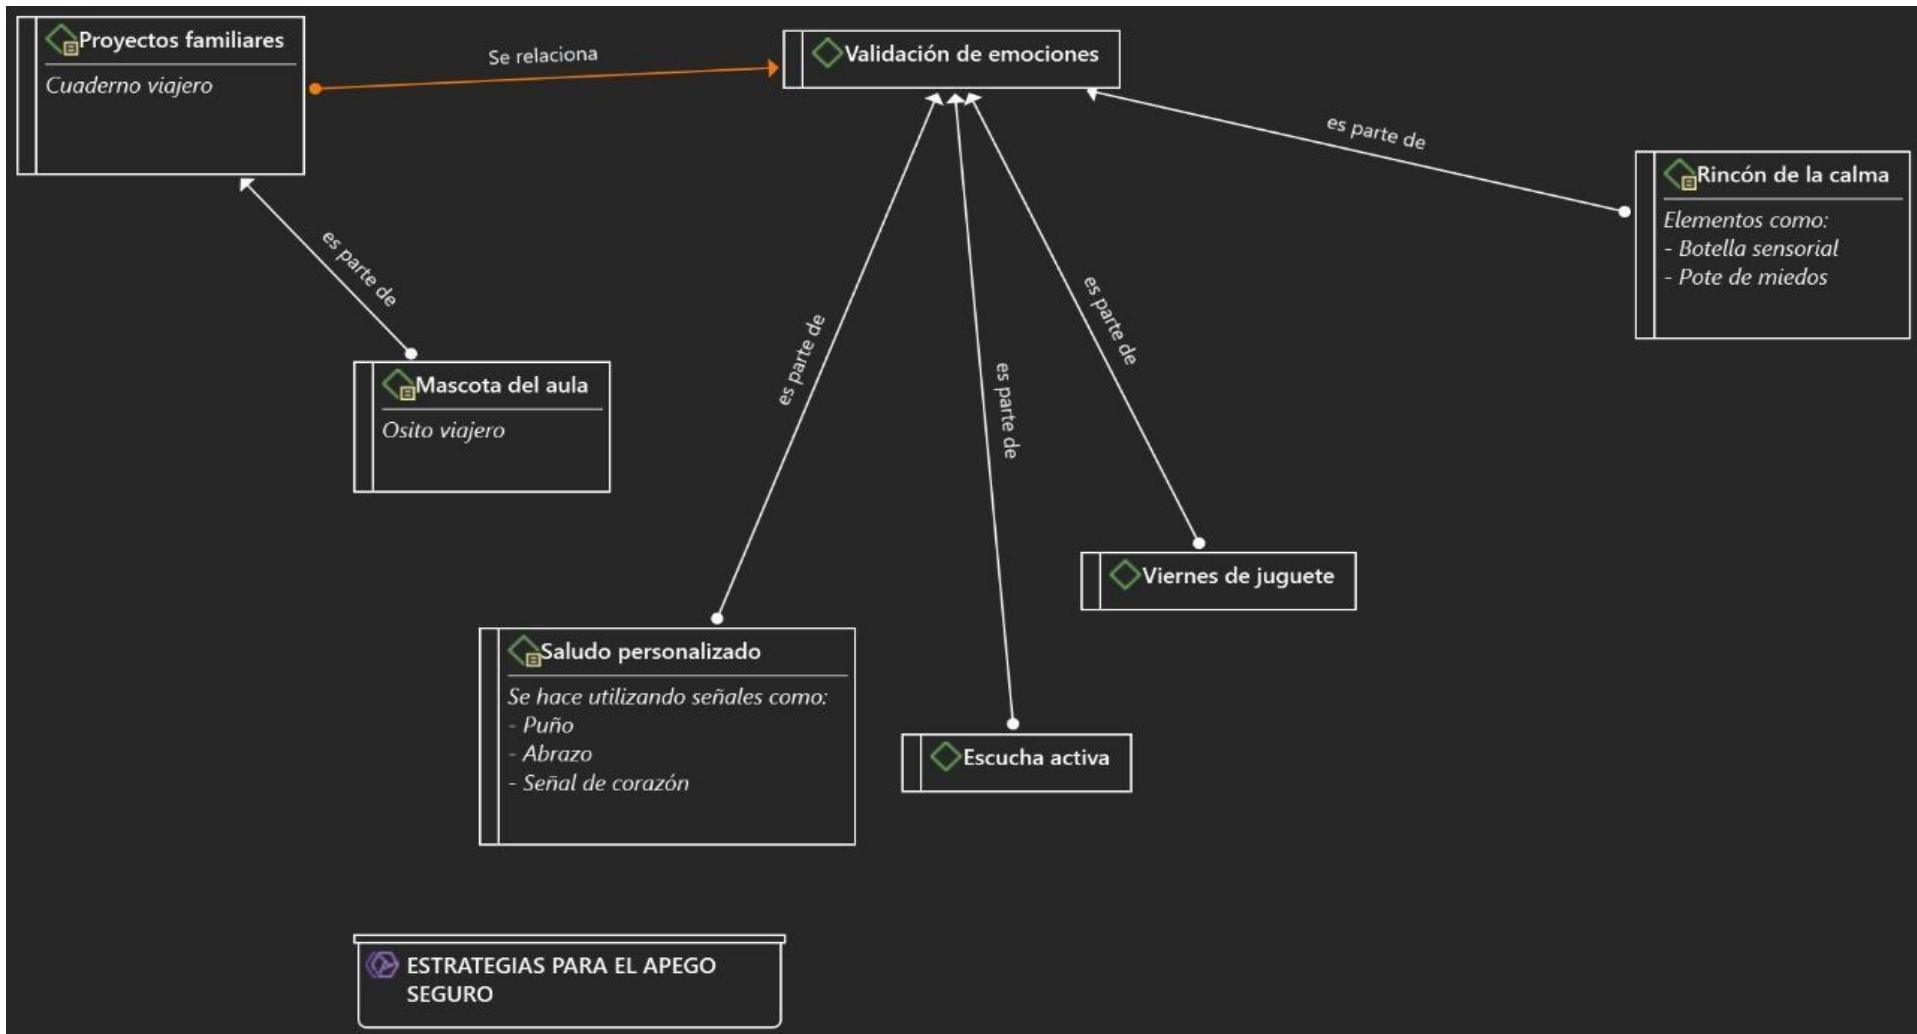 Proyectos familiares
Cuaderno viajero
Se relaciona
Validación de emociones
es parte de
Rincón de la calma
Elementos como:
- Botella sensorial
- Pote de miedos
es parte de
Mascota del aula
Osito viajero
es parte de
es parte de
es parte de
Viernes de juguete
Saludo personalizado
Se hace utilizando señales como:
- Puño
- Abrazo
- Señal de corazón
Escucha activa
ESTRATEGIAS PARA EL APEGO
SEGURO